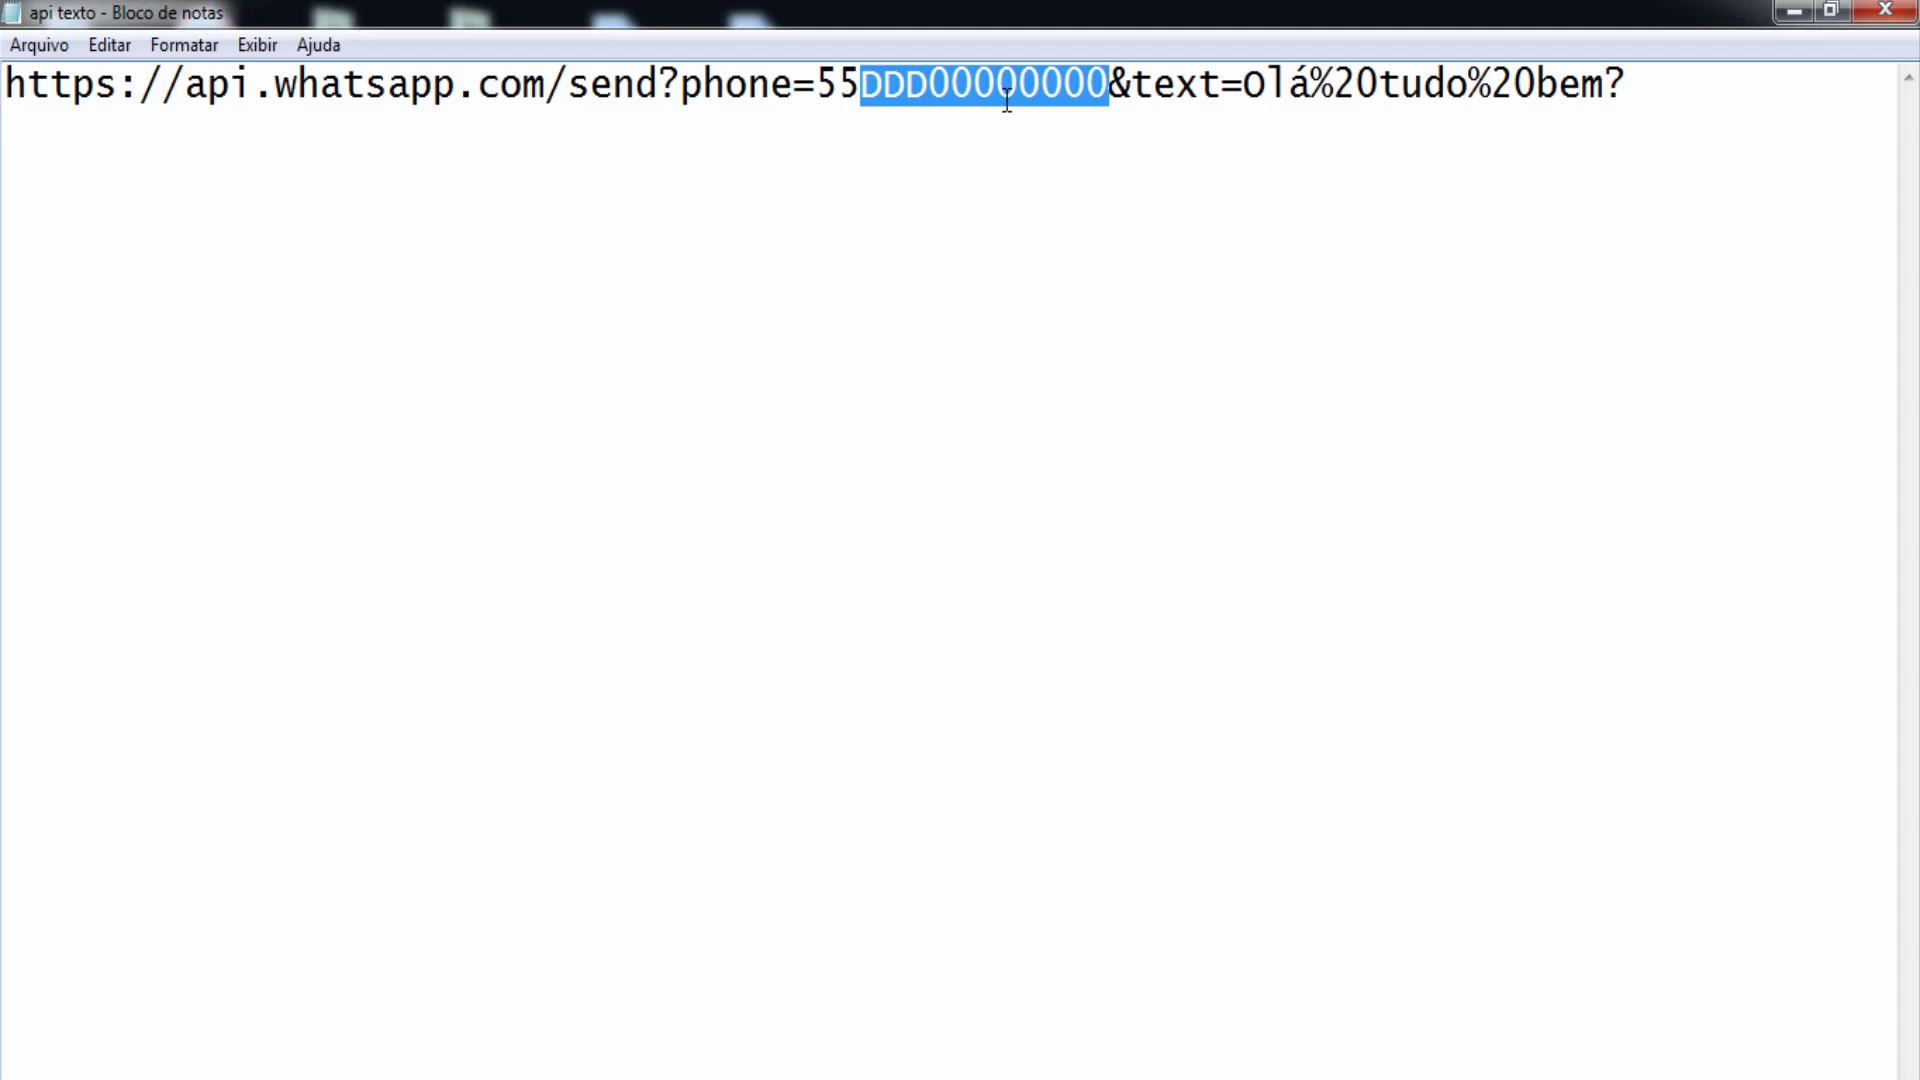 api texto - Bloco de notas
Arquivo Editar Formatar Exibir Ajuda
https://api.whatsapp.com/send?phone=55DDD00000000&text=Olá%20tudo%20bem?